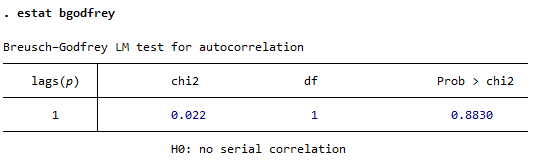 . estat bgodfrey
Breusch–Godfrey LM test for autocorrelation
lags(p) chi2 df Prob > chi2
1 0.022 1 0.8830
H0: no serial correlation